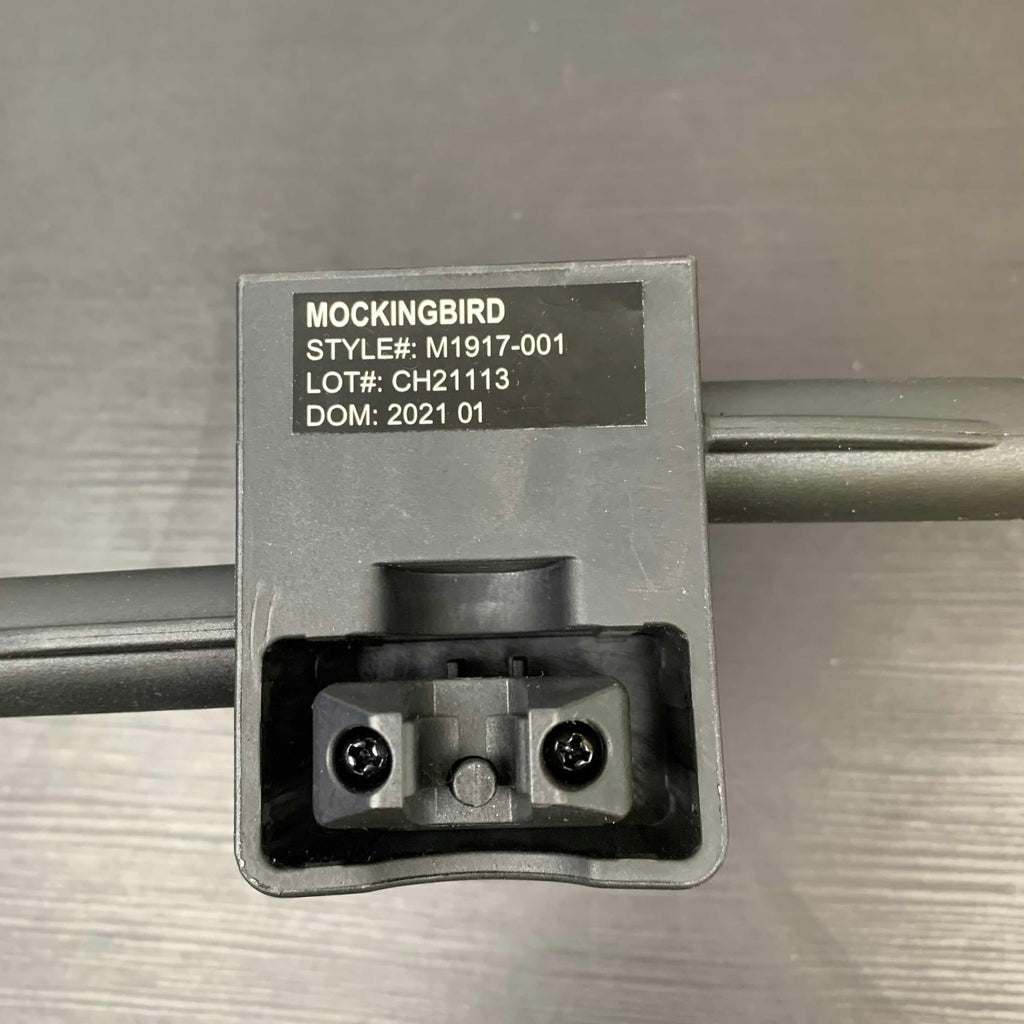 MOCKINGBIRD
STYLE#: M1917-001
LOT#: CH21113
DOM: 2021 01